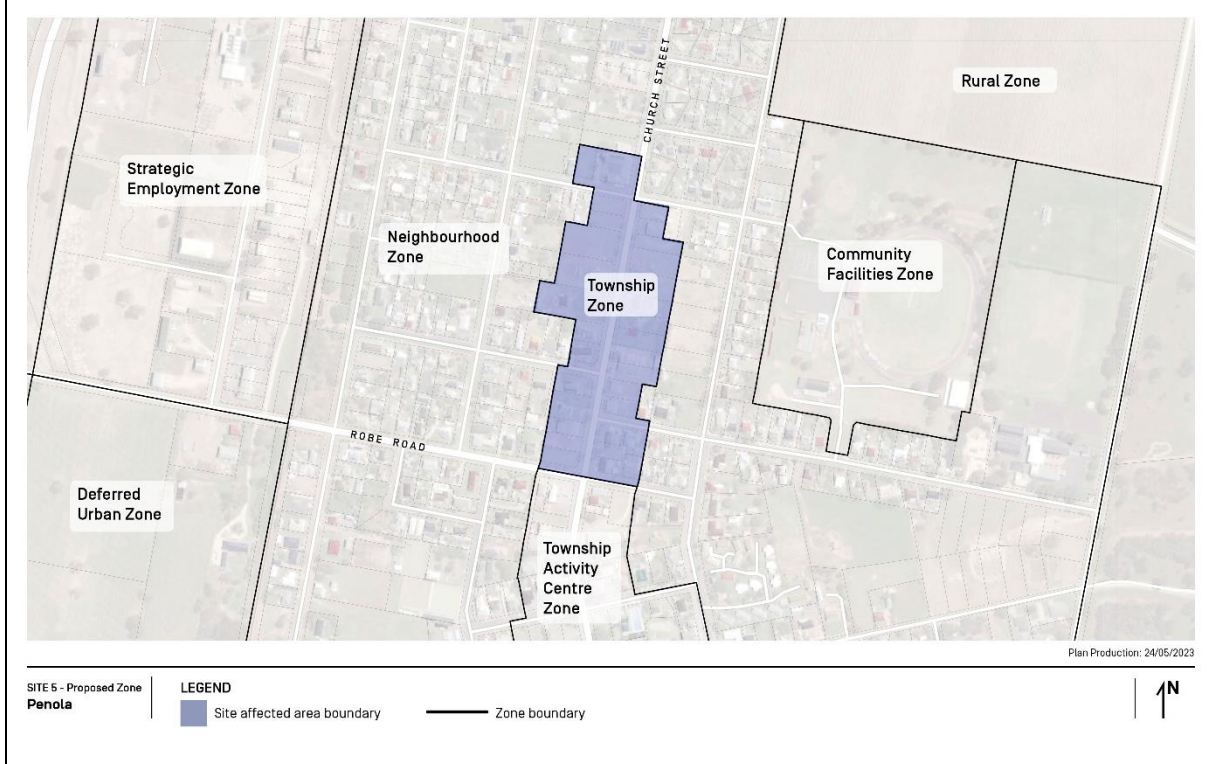 CHURCH STREET
Rural Zone
Strategic
Employment Zone
Neighbourhood
Zone
Community
Facilities Zone
Township
Zone
ROBE ROAD
Deferred
Urban Zone
Township
Activity
Centre
Zone
Plan Production: 24/05/2023
SITE 5 - Proposed Zone
Penola
LEGEND
Site affected area boundary
Zone boundary
N